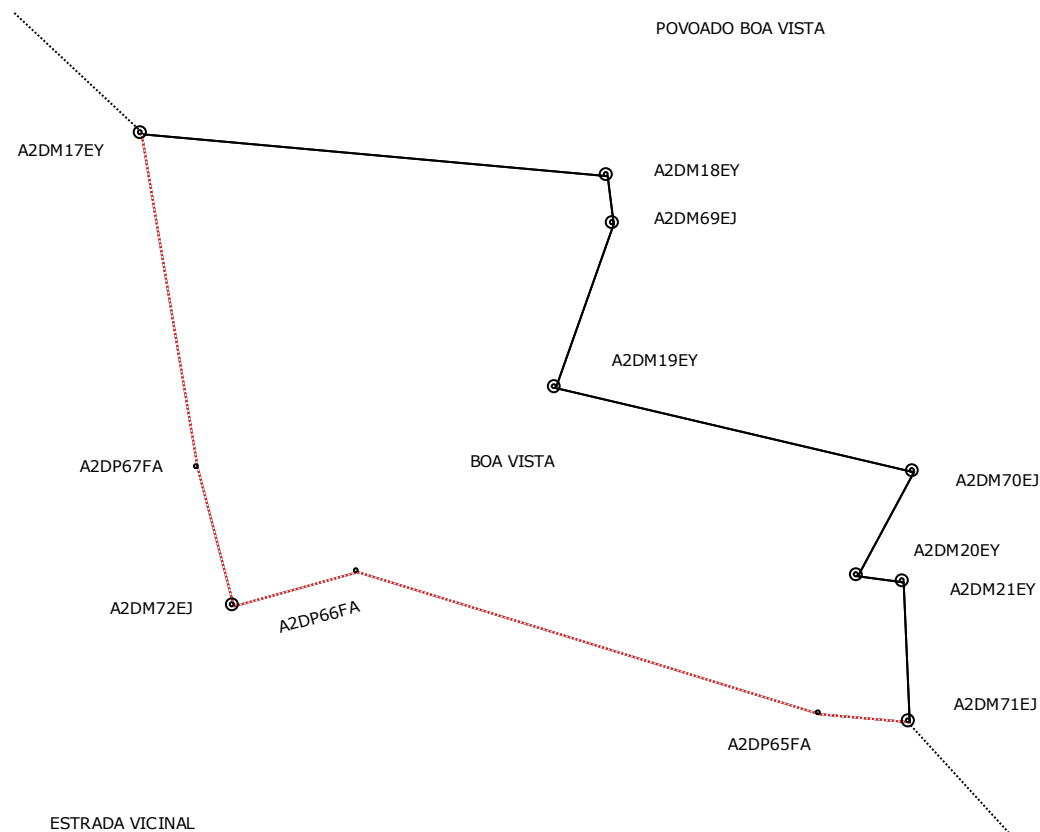 POVOADO BOA VISTA
A2DM17EY
A2DM18EY
A2DM69EJ
A2DM19EY
A2DP67FA
BOA VISTA
A2DM70EJ
A2DM20EY
A2DM21EY
A2DM72EJ
A2DP66FA
A2DM71EJ
A2DP65FA
ESTRADA VICINAL